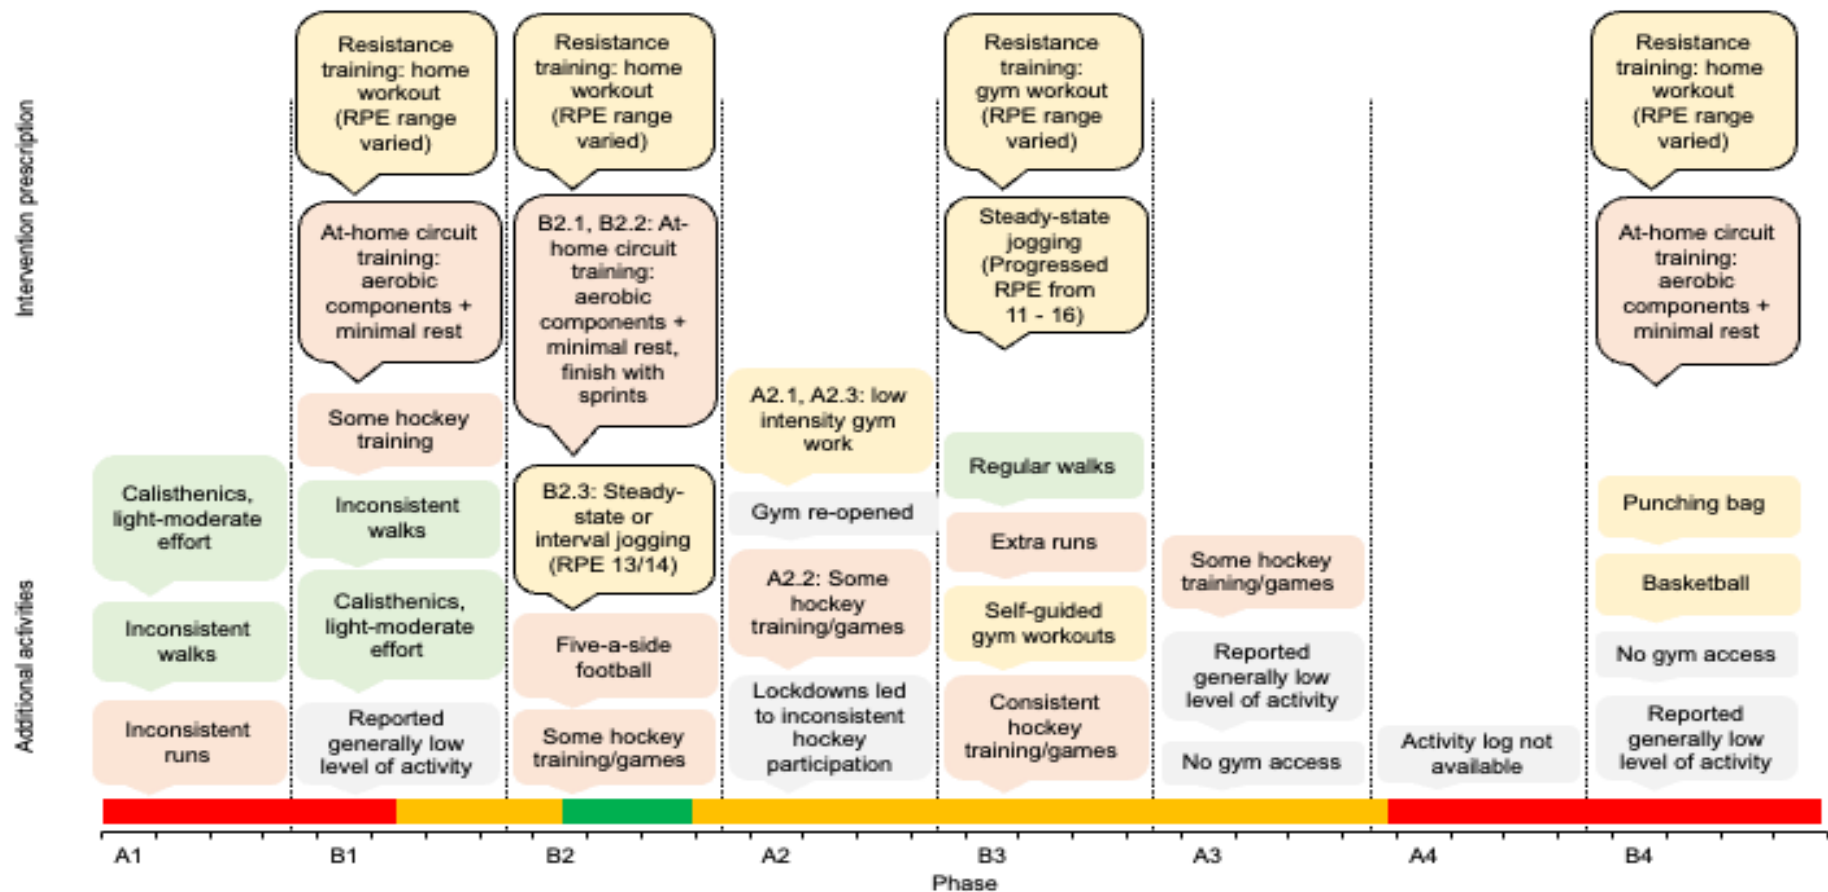 Intervention prescription
Additional activities
Resistance
training: home
workout
(RPE range
varied)
At-home circuit
training:
aerobic
components +
minimal rest
Some hockey
training
Inconsistent
walks
Calisthenics,
light-moderate
effort
Reported
generally low
level of activity
Calisthenics,
light-moderate
effort
Inconsistent
walks
Inconsistent
runs
Resistance
training: home
workout
(RPE range
varied)
B2.1, B2.2: At-
home circuit
training:
aerobic
components +
minimal rest,
finish with
sprints
B2.3: Steady-
state or
interval jogging
(RPE 13/14)
Five-a-side
football
Some hockey
training/games
A2.1, A2.3: low
intensity gym
work
Gym re-opened
A2.2: Some
hockey
training/games
Lockdowns led
to inconsistent
hockey
participation
Resistance
training:
gym workout
(RPE range
varied)
Steady-state
jogging
(Progressed
RPE from
11 - 16)
Regular walks
Extra runs
Self-guided
gym workouts
Consistent
hockey
training/games
Some hockey
training/games
Reported
generally low
level of activity
No gym access
Activity log not
available
Resistance
training: home
workout
(RPE range
varied)
At-home circuit
training:
aerobic
components +
minimal rest
Punching bag
Basketball
No gym access
Reported
generally low
level of activity
A1 B1 B2 A2 B3 A3 A4 B4
Phase